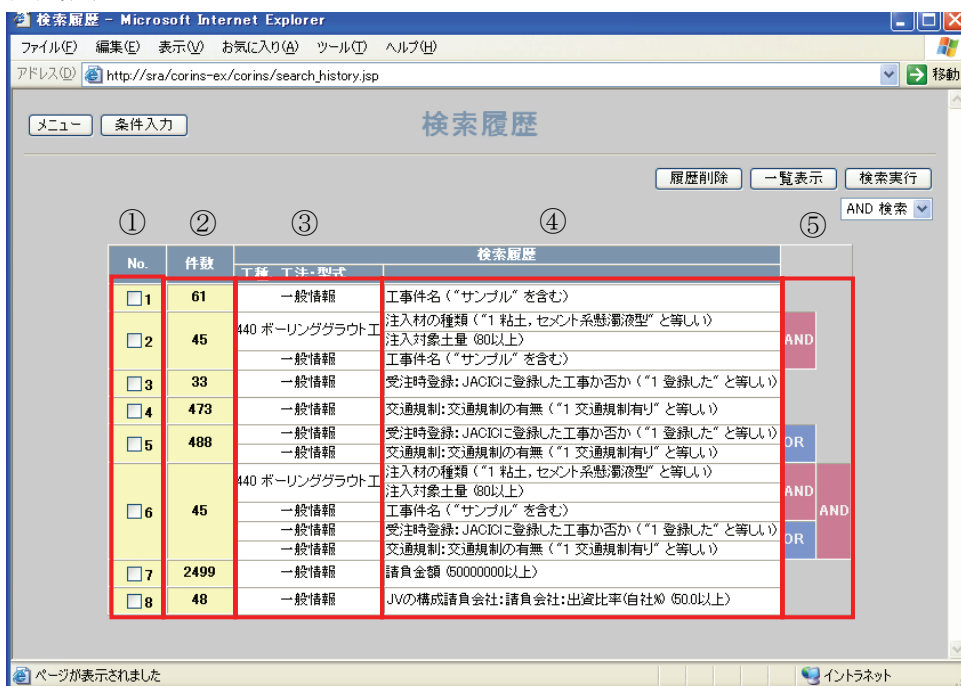 検索履歴 - Microsoft Internet Explorer
ファイル(F) 編集(E) 表示(V) お気に入り(A) ツール(T) ヘルプ(H)
アドレス(D) http://sra/corins-ex/corins/search_history.jsp 移動
メニュー 条件入力 検索履歴
履歴削除 一覧表示 検索実行
AND 検索
① ② ③ ④ ⑤
No. 件数 検索履歴
工種、工法・型式
1 61 一般情報 工事件名 ("サンプル" を含む)
440 ボーリンググラウト工 注入材の種類 ("1 粘土，セメント系懸濁液型" と等しい)
2 45 注入対象土量 (80以上) AND
一般情報 工事件名 ("サンプル" を含む)
3 33 一般情報 受注時登録：JACICに登録した工事か否か ("1 登録した" と等しい)
4 473 一般情報 交通規制：交通規制の有無 ("1 交通規制有り" と等しい)
5 488 一般情報 受注時登録：JACICに登録した工事か否か ("1 登録した" と等しい) OR
一般情報 交通規制：交通規制の有無 ("1 交通規制有り" と等しい)
440 ボーリンググラウト工 注入材の種類 ("1 粘土，セメント系懸濁液型" と等しい)
注入対象土量 (80以上) AND
6 45 一般情報 工事件名 ("サンプル" を含む) AND
一般情報 受注時登録：JACICに登録した工事か否か ("1 登録した" と等しい) OR
一般情報 交通規制：交通規制の有無 ("1 交通規制有り" と等しい)
7 2499 一般情報 請負金額 (50000000以上)
8 48 一般情報 JVの構成請負会社：請負会社：出資比率(自社%) (50.0以上)
ページが表示されました イントラネット